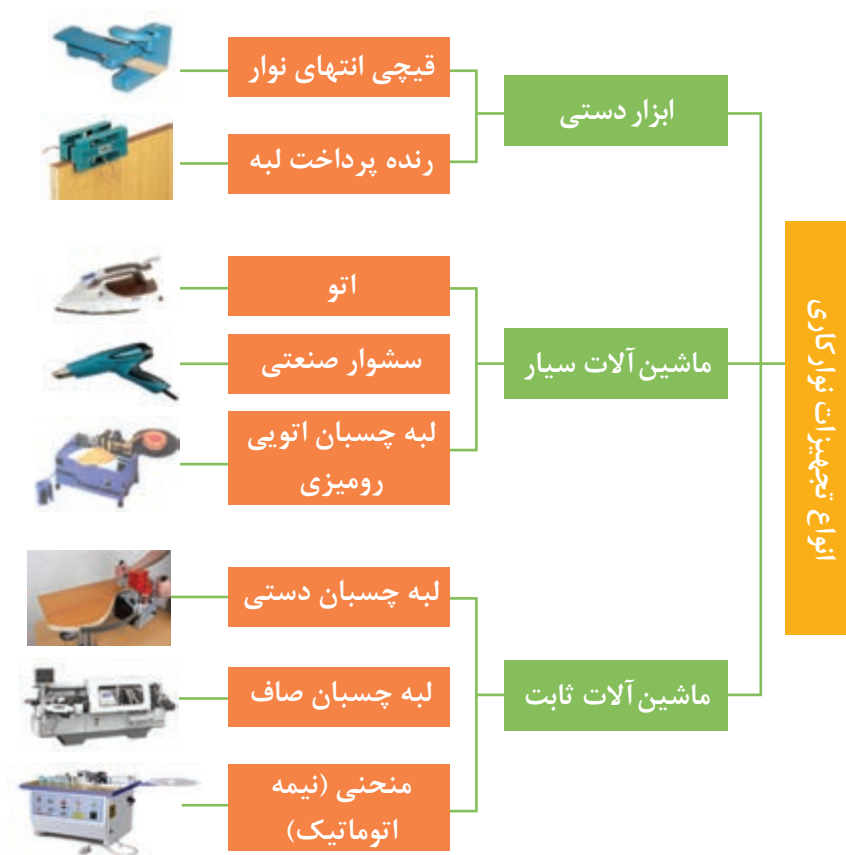 انواع تجهیزات نوارکاری
ابزار دستی
قیچی انتهای نوار
رنده پرداخت لبه
ماشین‌آلات سیار
اتو
سشوار صنعتی
لبه چسبان اتویی
رومیزی
ماشین‌آلات ثابت
لبه چسبان دستی
لبه چسبان صاف
منحنی (نیمه
اتوماتیک)